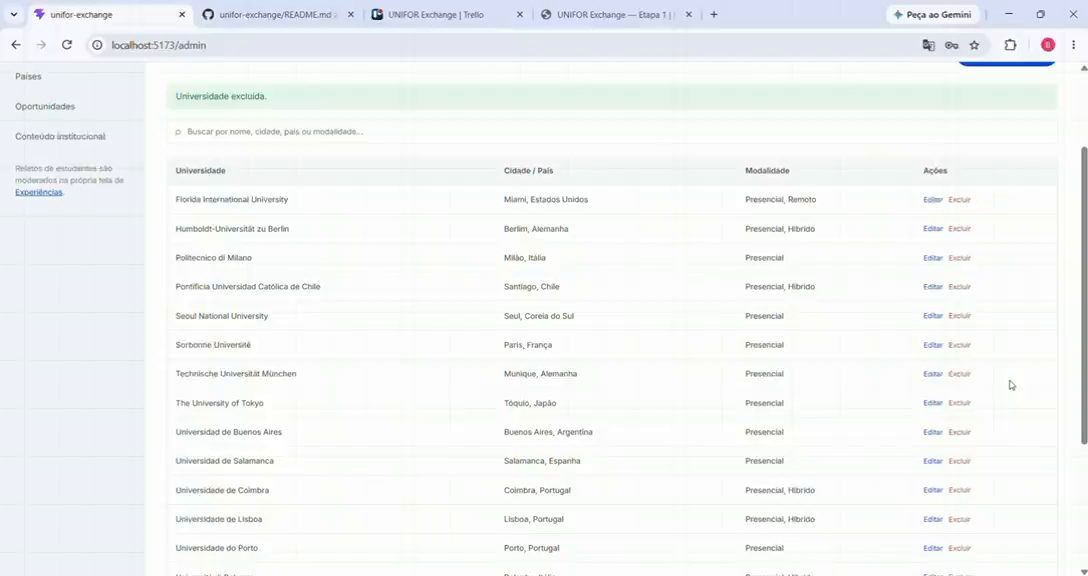 unifor-exchange
unifor-exchange/README.md
UNIFOR Exchange | Trello
UNIFOR Exchange — Etapa 1 |
Peça ao Gemini
localhost:5173/admin
Países
Oportunidades
Conteúdo institucional
Relatos de estudantes são
moderados na própria tela de
Experiências.
Universidade excluída.
Buscar por nome, cidade, país ou modalidade...
Universidade Cidade / País Modalidade Ações
Florida International University Miami, Estados Unidos Presencial, Remoto Editar Excluir
Humboldt-Universität zu Berlin Berlim, Alemanha Presencial, Híbrido Editar Excluir
Politecnico di Milano Milão, Itália Presencial Editar Excluir
Pontificia Universidad Católica de Chile Santiago, Chile Presencial, Híbrido Editar Excluir
Seoul National University Seul, Coreia do Sul Presencial Editar Excluir
Sorbonne Université Paris, França Presencial Editar Excluir
Technische Universität München Munique, Alemanha Presencial Editar Excluir
The University of Tokyo Tóquio, Japão Presencial Editar Excluir
Universidad de Buenos Aires Buenos Aires, Argentina Presencial Editar Excluir
Universidad de Salamanca Salamanca, Espanha Presencial Editar Excluir
Universidade de Coimbra Coimbra, Portugal Presencial, Híbrido Editar Excluir
Universidade de Lisboa Lisboa, Portugal Presencial, Híbrido Editar Excluir
Universidade do Porto Porto, Portugal Presencial Editar Excluir